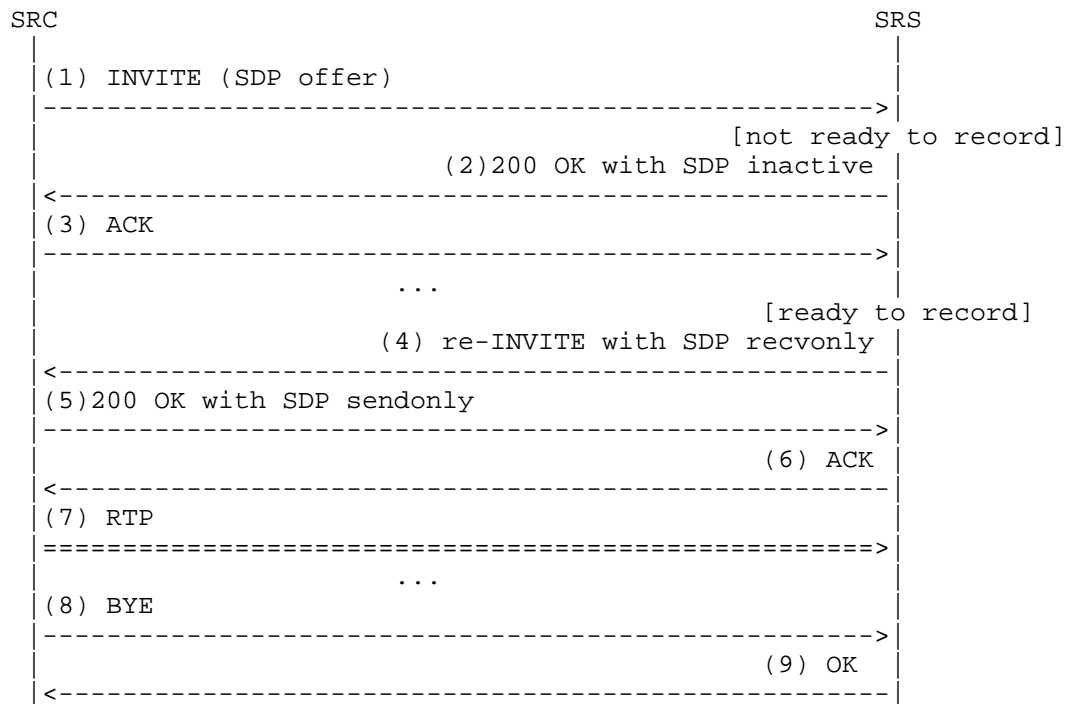 SRC SRS
(1) INVITE (SDP offer)
[not ready to record]
(2)200 OK with SDP inactive
(3) ACK
...
[ready to record]
(4) re-INVITE with SDP recvonly
(5)200 OK with SDP sendonly
(6) ACK
(7) RTP
...
(8) BYE
(9) OK